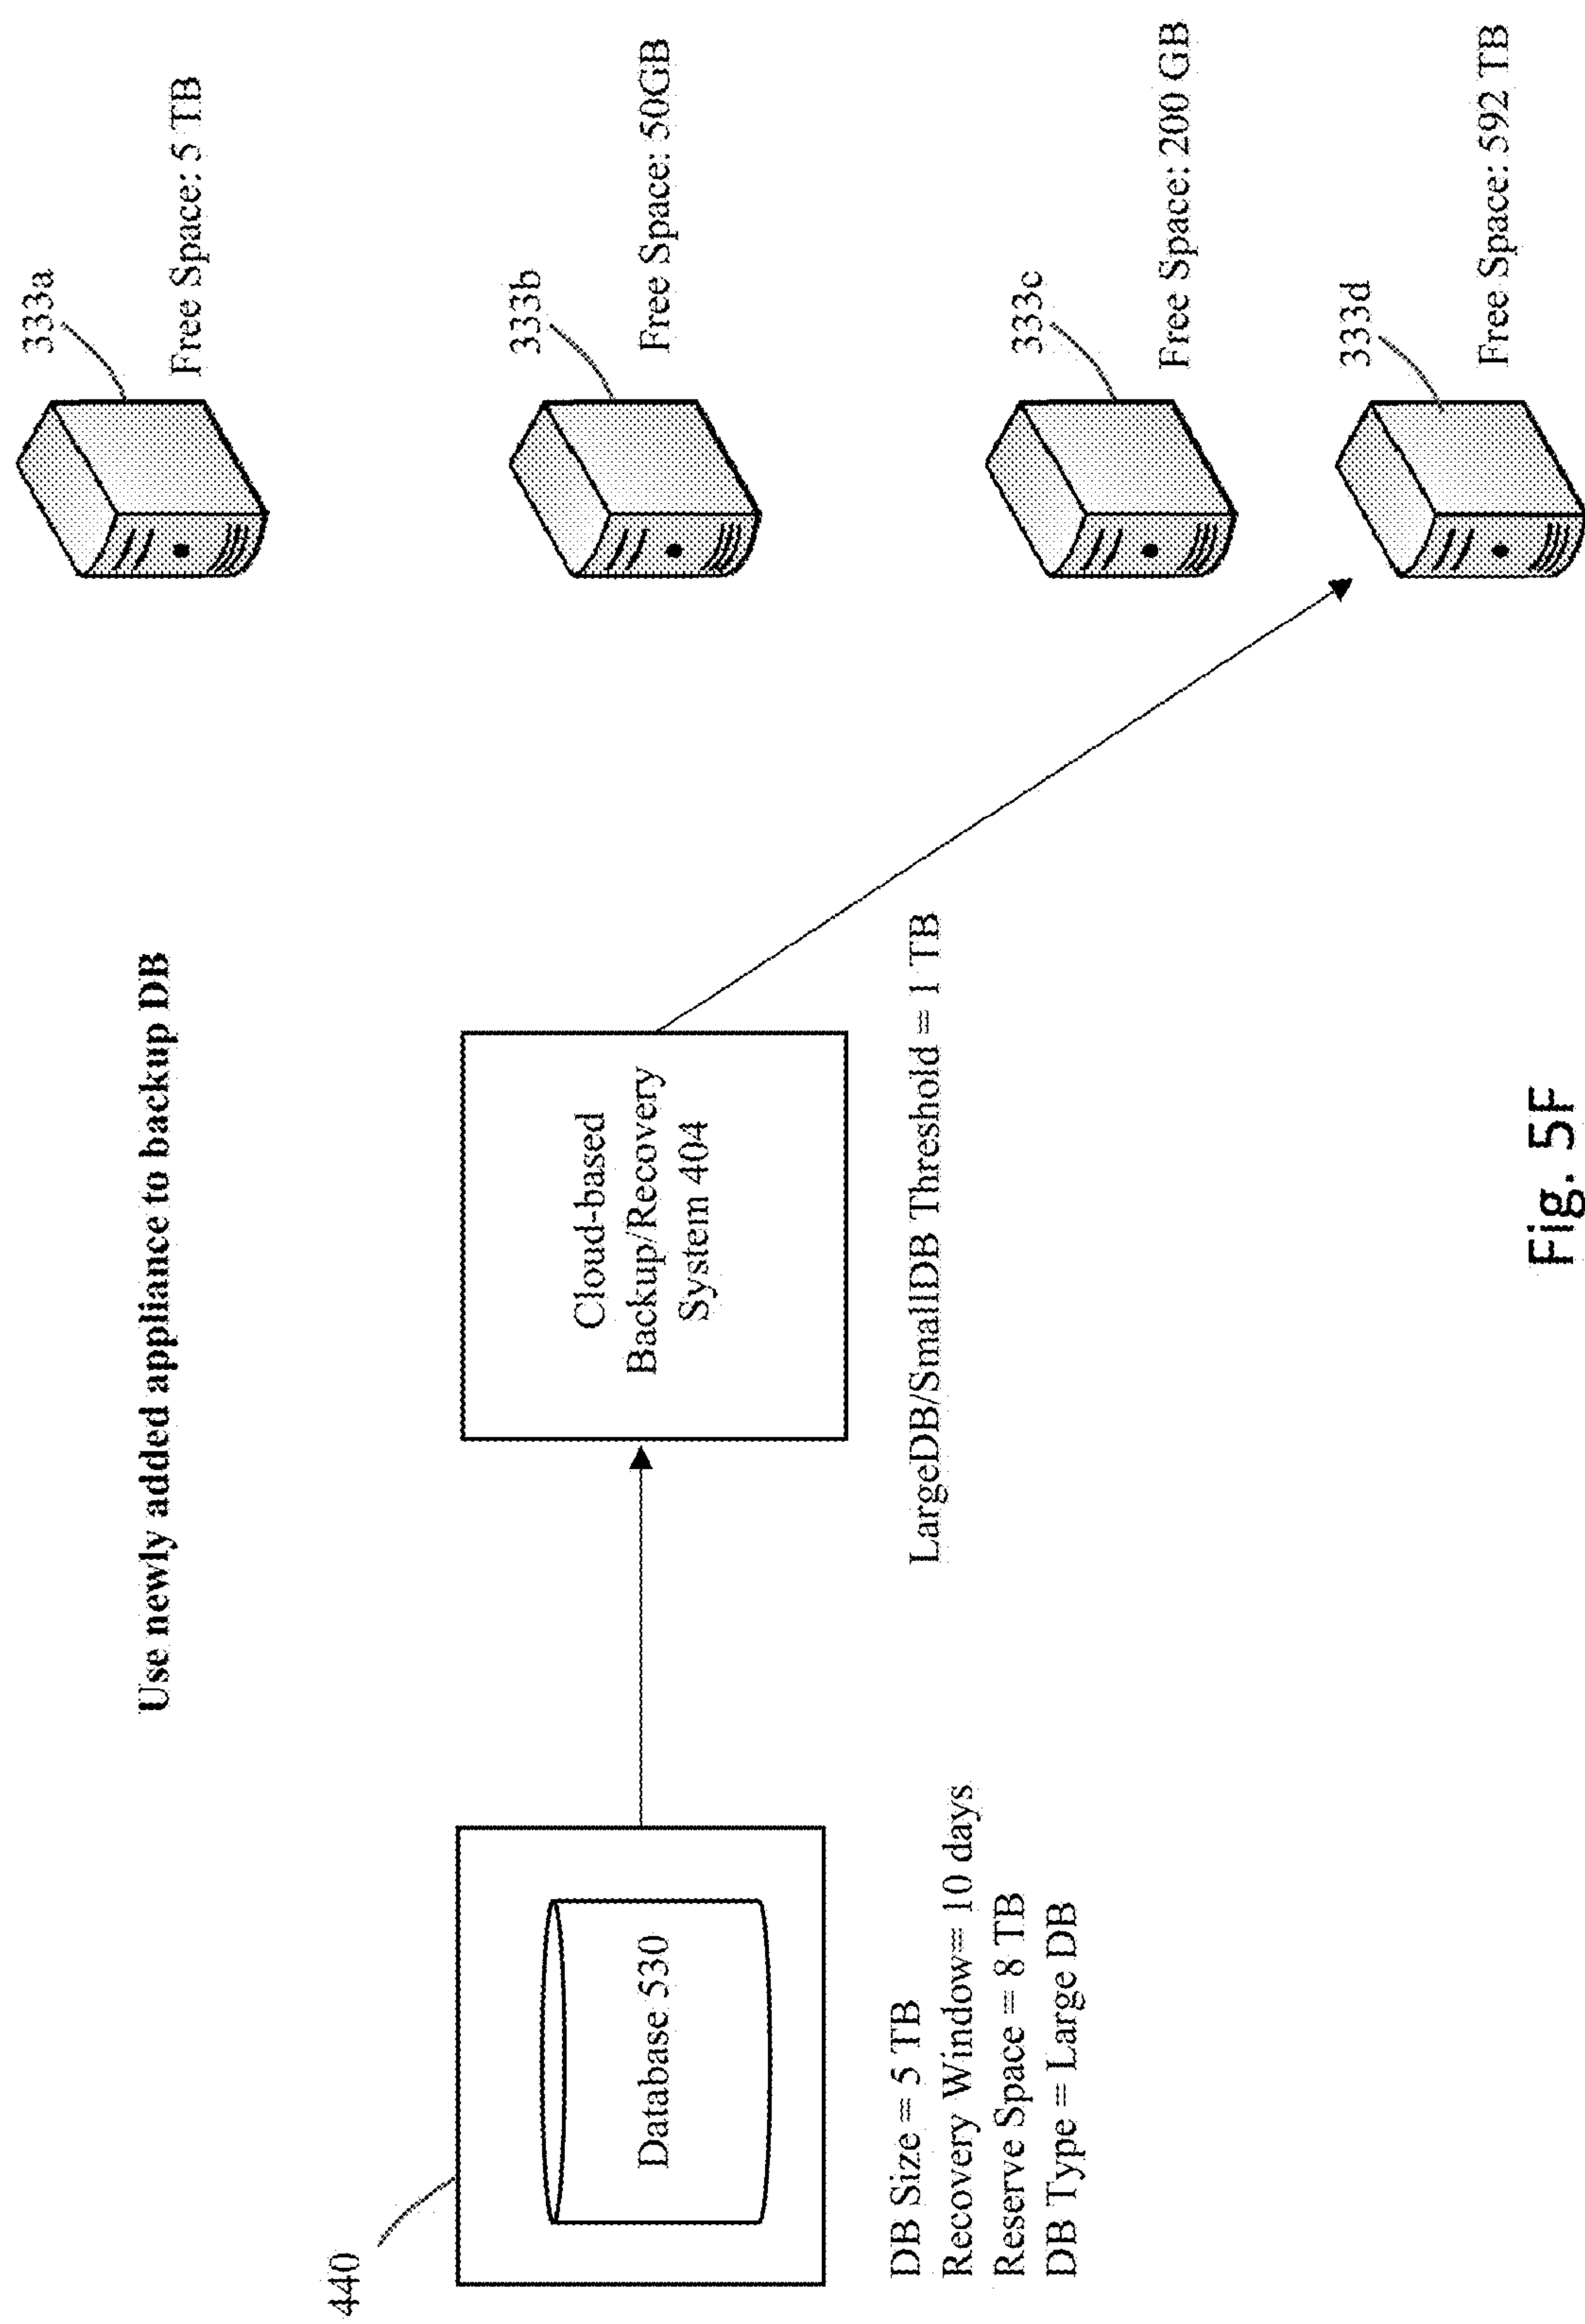 Use newly added appliance to backup DB
440
Database 530
DB Size = 5 TB
Recovery Window= 10 days
Reserve Space = 8 TB
DB Type = Large DB
Cloud-based
Backup/Recovery
System 404
LargeDB/SmallDB Threshold = 1 TB
333a
Free Space: 5 TB
333b
Free Space: 50GB
333c
Free Space: 200 GB
333d
Free Space: 592 TB
Fig. 5F